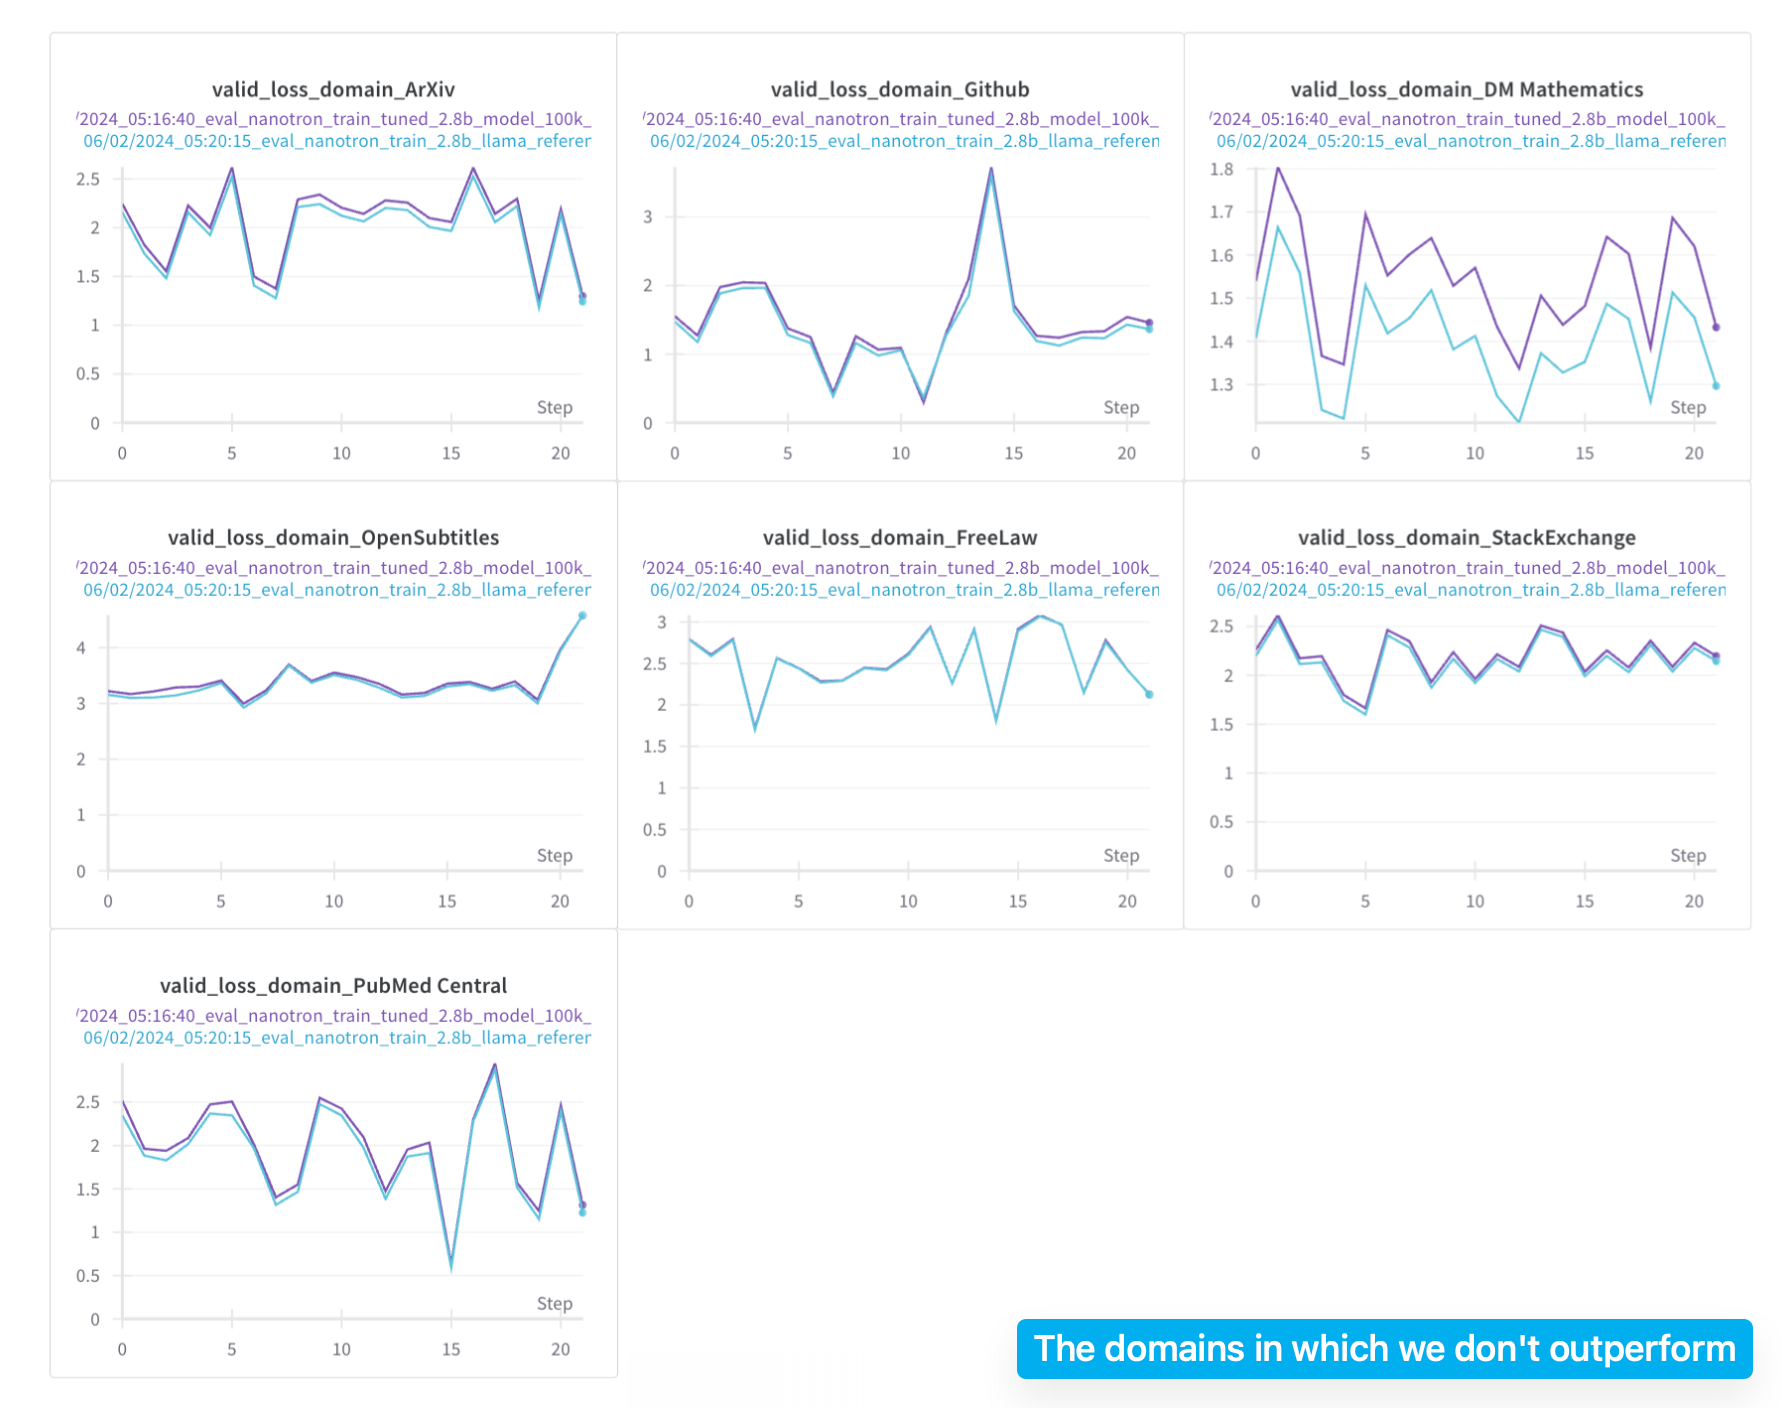 valid_loss_domain_ArXiv
/2024_05:16:40_eval_nanotron_train_tuned_2.8b_model_100k_
06/02/2024_05:20:15_eval_nanotron_train_2.8b_llama_referer
2.5
2
1.5
1
0.5
0
Step
0 5 10 15 20
valid_loss_domain_Github
/2024_05:16:40_eval_nanotron_train_tuned_2.8b_model_100k_
06/02/2024_05:20:15_eval_nanotron_train_2.8b_llama_referen
3
2
1
0
Step
0 5 10 15 20
valid_loss_domain_DM Mathematics
/2024_05:16:40_eval_nanotron_train_tuned_2.8b_model_100k_
06/02/2024_05:20:15_eval_nanotron_train_2.8b_llama_referen
1.8
1.7
1.6
1.5
1.4
1.3
Step
0 5 10 15 20
valid_loss_domain_OpenSubtitles
/2024_05:16:40_eval_nanotron_train_tuned_2.8b_model_100k_
06/02/2024_05:20:15_eval_nanotron_train_2.8b_llama_referer
4
3
2
1
0
Step
0 5 10 15 20
valid_loss_domain_FreeLaw
/2024_05:16:40_eval_nanotron_train_tuned_2.8b_model_100k_
06/02/2024_05:20:15_eval_nanotron_train_2.8b_llama_referen
3
2.5
2
1.5
1
0.5
0
Step
0 5 10 15 20
valid_loss_domain_StackExchange
/2024_05:16:40_eval_nanotron_train_tuned_2.8b_model_100k_
06/02/2024_05:20:15_eval_nanotron_train_2.8b_llama_referen
2.5
2
1.5
1
0.5
0
Step
0 5 10 15 20
valid_loss_domain_PubMed Central
/2024_05:16:40_eval_nanotron_train_tuned_2.8b_model_100k_
06/02/2024_05:20:15_eval_nanotron_train_2.8b_llama_referer
2.5
2
1.5
1
0.5
0
Step
0 5 10 15 20
The domains in which we don't outperform